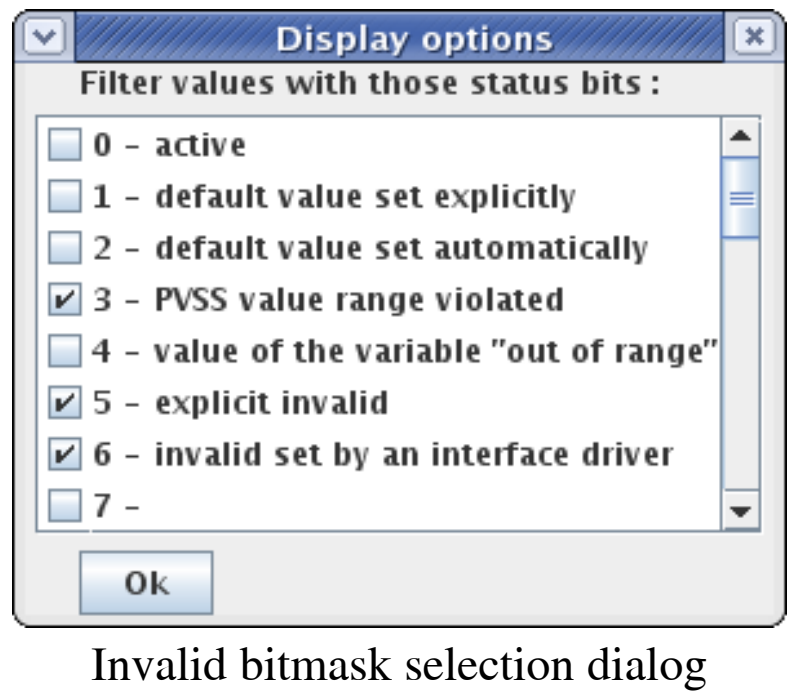 Display options
Filter values with those status bits :
0 - active
1 - default value set explicitly
2 - default value set automatically
3 - PVSS value range violated
4 - value of the variable "out of range"
5 - explicit invalid
6 - invalid set by an interface driver
7 -
Ok
Invalid bitmask selection dialog